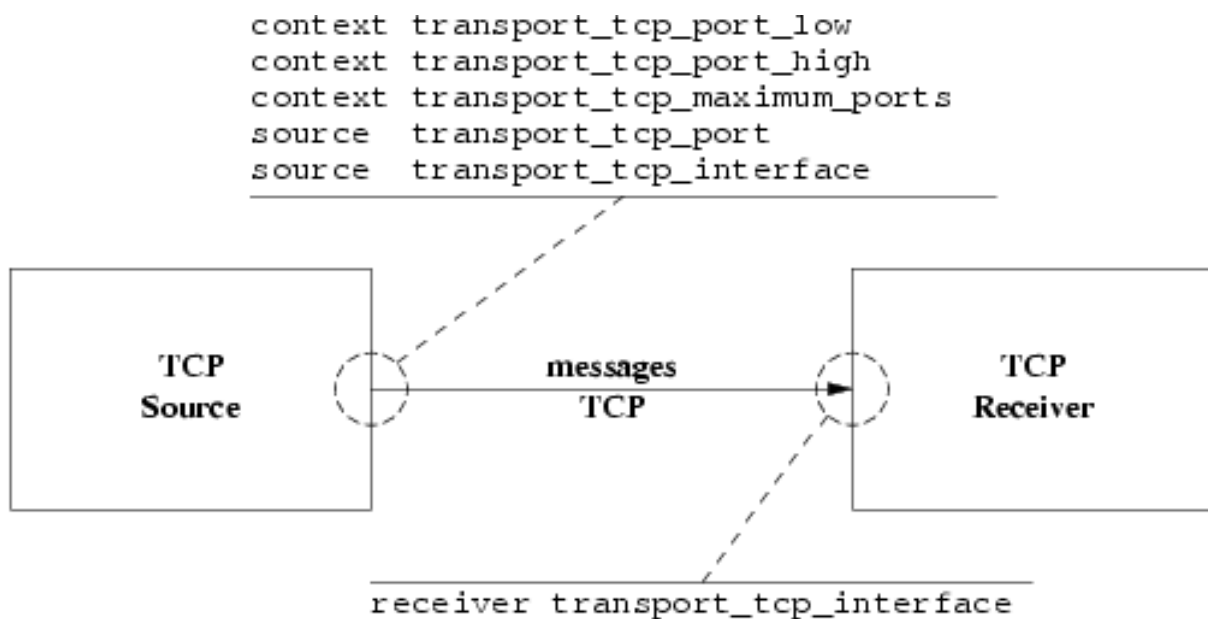 context transport_tcp_port_low
context transport_tcp_port_high
context transport_tcp_maximum_ports
source  transport_tcp_port
source  transport_tcp_interface
TCP
Source
messages
TCP
TCP
Receiver
receiver transport_tcp_interface